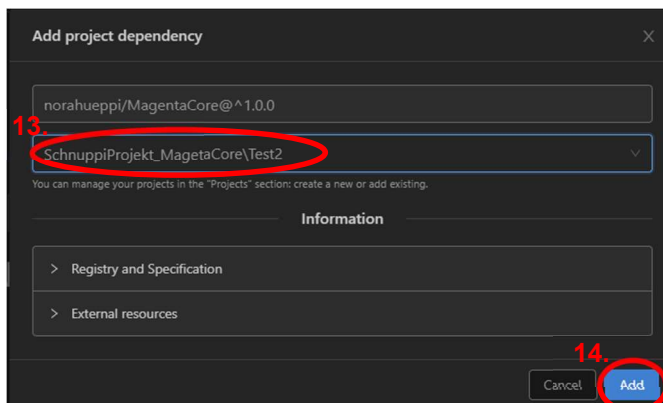 Add project dependency
norahueppi/MagentaCore@^1.0.0
13.
SchnuppiProjekt_MagetaCore\Test2
You can manage your projects in the "Projects" section: create a new or add existing.
Information
> Registry and Specification
> External resources
14.
Cancel Add